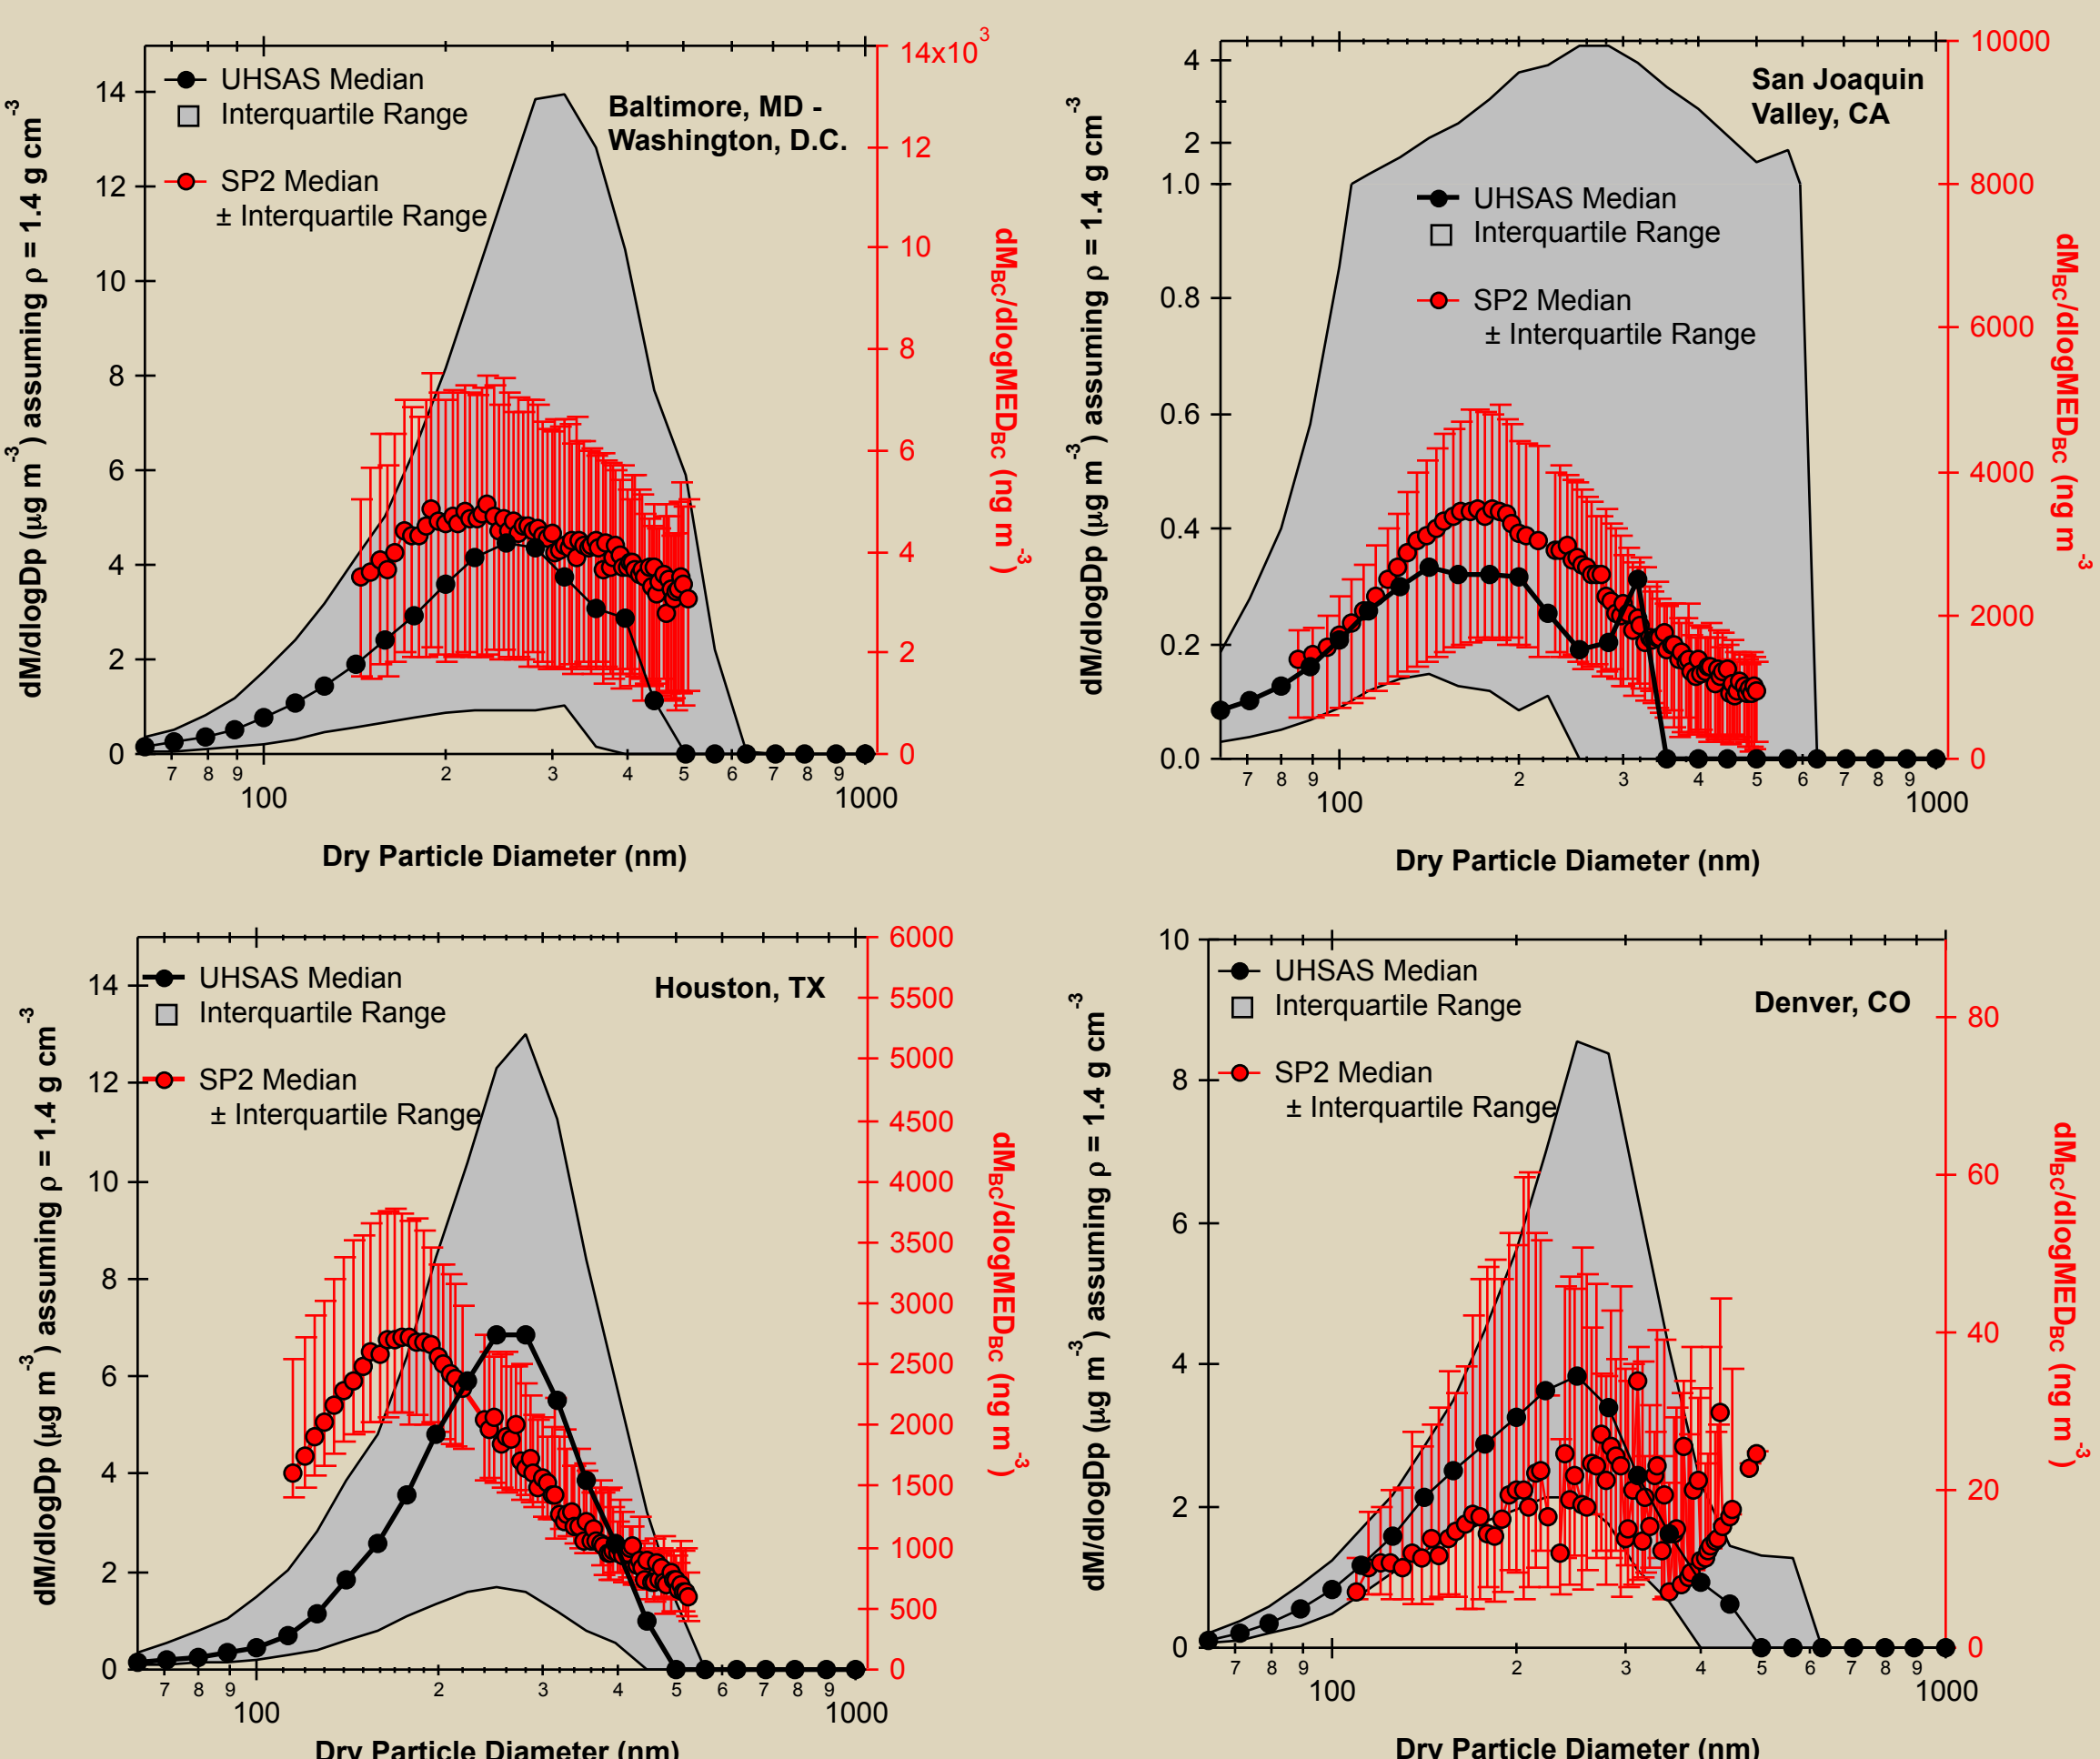 14x10³
UHSAS Median
Interquartile Range
SP2 Median
± Interquartile Range
Baltimore, MD -
Washington, D.C.
dM/dlogDp (µg m⁻³) assuming ρ = 1.4 g cm⁻³
14
12
10
8
6
4
2
0
12
10
8
6
4
2
0
dM_BC/dlogMED_BC (ng m⁻³)
7 8 9 2 3 4 5 6 7 8 9
100 1000
Dry Particle Diameter (nm)
San Joaquin
Valley, CA
UHSAS Median
Interquartile Range
SP2 Median
± Interquartile Range
dM/dlogDp (µg m⁻³) assuming ρ = 1.4 g cm⁻³
4
2
1.0
0.8
0.6
0.4
0.2
0.0
10000
8000
6000
4000
2000
0
dM_BC/dlogMED_BC (ng m⁻³)
7 8 9 2 3 4 5 6 7 8 9
100 1000
Dry Particle Diameter (nm)
UHSAS Median
Interquartile Range
SP2 Median
± Interquartile Range
Houston, TX
dM/dlogDp (µg m⁻³) assuming ρ = 1.4 g cm⁻³
14
12
10
8
6
4
2
0
6000
5500
5000
4500
4000
3500
3000
2500
2000
1500
1000
500
0
dM_BC/dlogMED_BC (ng m⁻³)
7 8 9 2 3 4 5 6 7 8 9
100 1000
Dry Particle Diameter (nm)
UHSAS Median
Interquartile Range
SP2 Median
± Interquartile Range
Denver, CO
dM/dlogDp (µg m⁻³) assuming ρ = 1.4 g cm⁻³
10
8
6
4
2
0
80
60
40
20
0
dM_BC/dlogMED_BC (ng m⁻³)
7 8 9 2 3 4 5 6 7 8 9
100 1000
Dry Particle Diameter (nm)